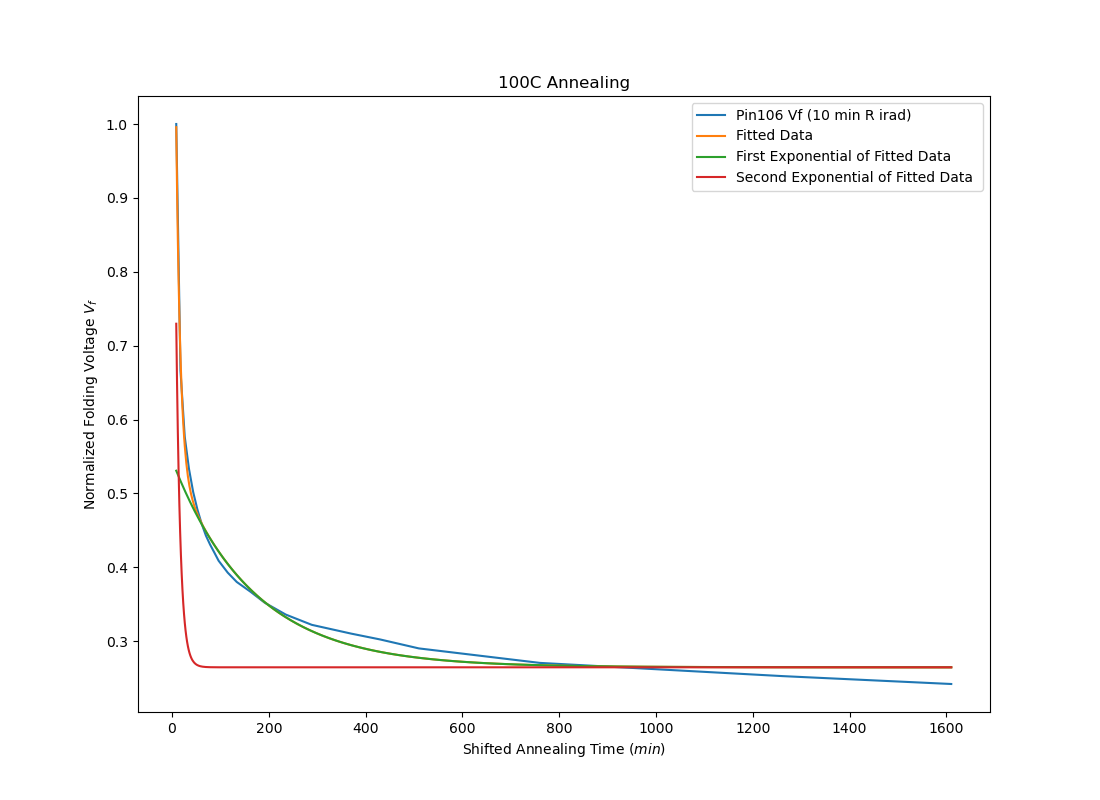 100C Annealing
Pin106 Vf (10 min R irad)
Fitted Data
First Exponential of Fitted Data
Second Exponential of Fitted Data
1.0
0.9
0.8
0.7
0.6
0.5
0.4
0.3
Normalized Folding Voltage Vf
0 200 400 600 800 1000 1200 1400 1600
Shifted Annealing Time (min)